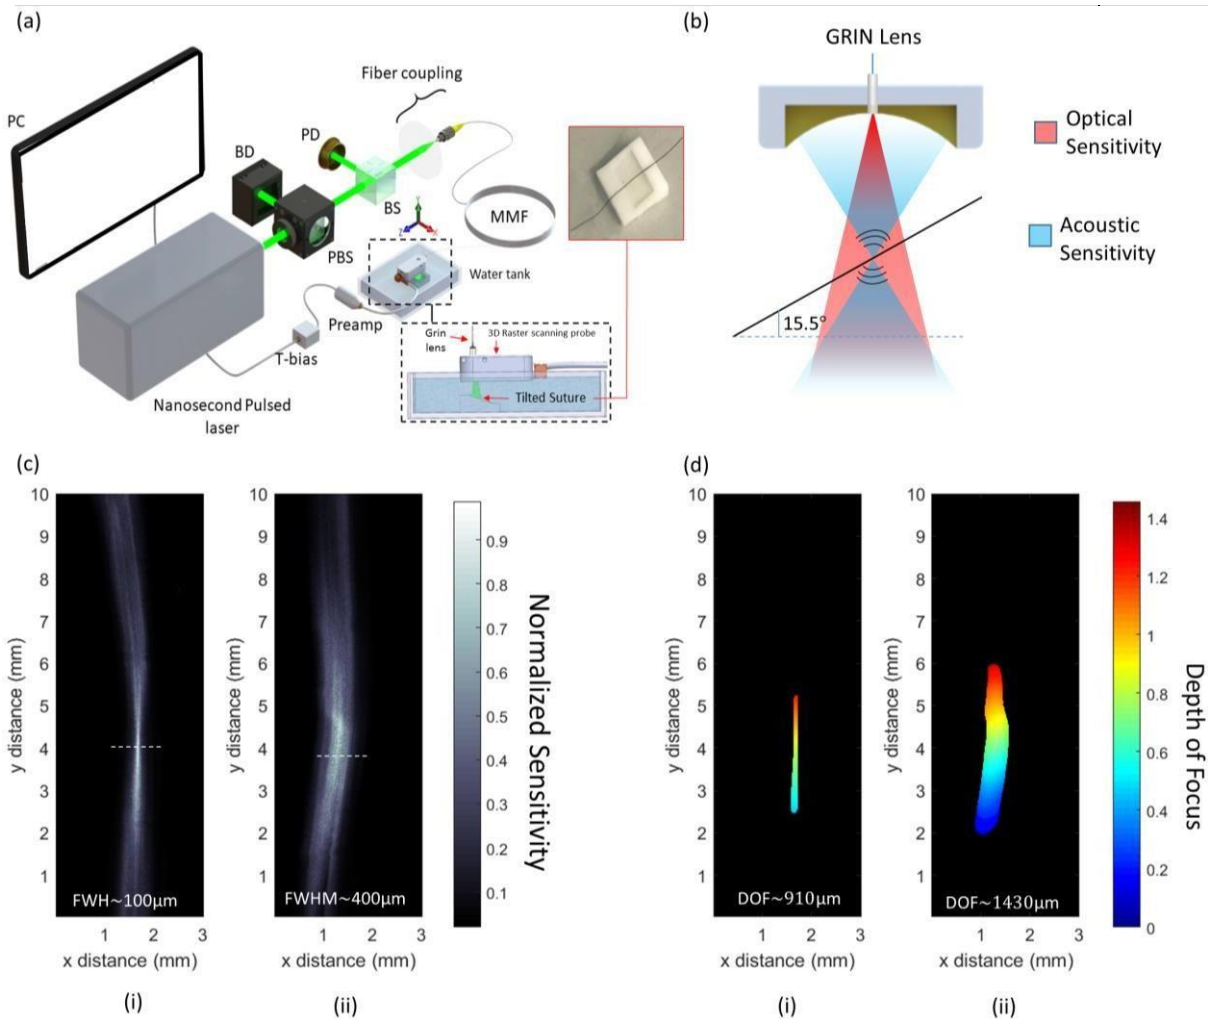 (a)
PC
Fiber coupling
PD
BD
BS
MMF
PBS
Water tank
Preamp
T-bias
Nanosecond Pulsed
laser
Grin
lens
3D Raster scanning probe
Tilted Suture
Y
Z
X
(b)
GRIN Lens
Optical
Sensitivity
Acoustic
Sensitivity
15.5°
(c)
10
9
8
7
6
5
4
3
2
1
y distance (mm)
FWH~100μm
1 2 3
x distance (mm)
(i)
10
9
8
7
6
5
4
3
2
1
y distance (mm)
FWHM~400μm
1 2 3
x distance (mm)
(ii)
0.9
0.8
0.7
0.6
0.5
0.4
0.3
0.2
0.1
Normalized Sensitivity
(d)
10
9
8
7
6
5
4
3
2
1
y distance (mm)
DOF~910μm
1 2 3
x distance (mm)
(i)
10
9
8
7
6
5
4
3
2
1
y distance (mm)
DOF~1430μm
1 2 3
x distance (mm)
(ii)
1.4
1.2
1
0.8
0.6
0.4
0.2
0
Depth of Focus